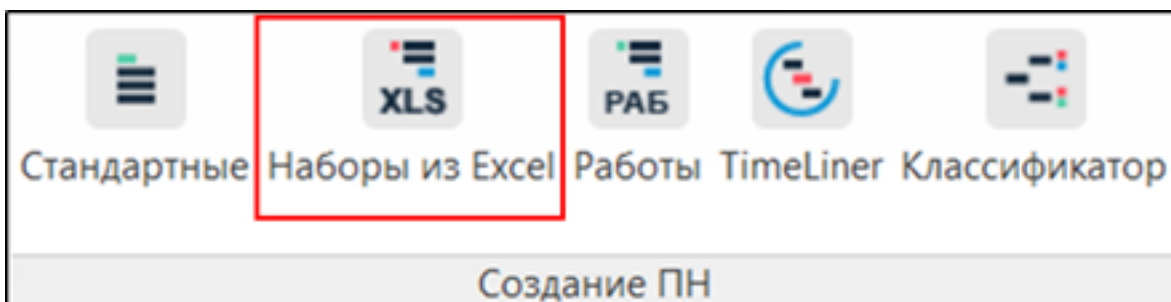 XLS РАБ
Стандартные Наборы из Excel Работы TimeLiner Классификатор
Создание ПН